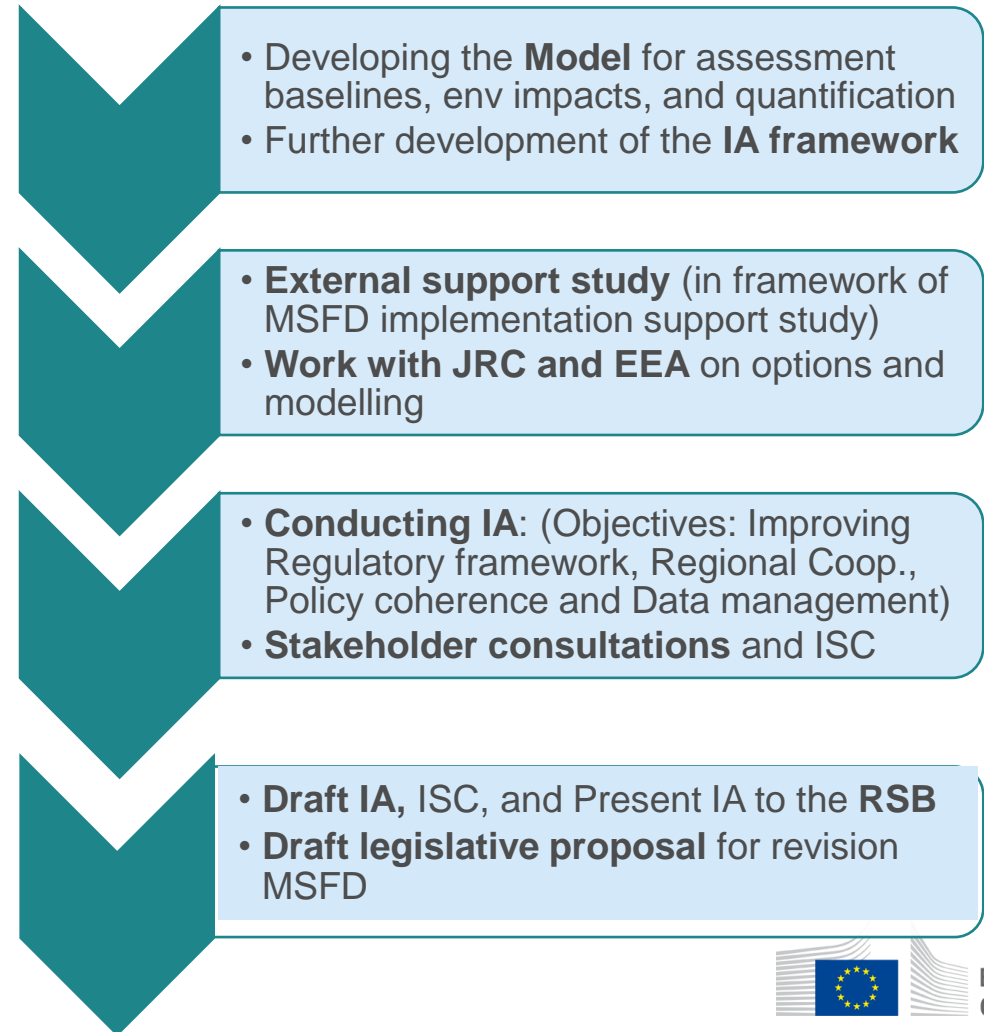 • Developing the Model for assessment
baselines, env impacts, and quantification
• Further development of the IA framework
• External support study (in framework of
MSFD implementation support study)
• Work with JRC and EEA on options and
modelling
• Conducting IA: (Objectives: Improving
Regulatory framework, Regional Coop.,
Policy coherence and Data management)
• Stakeholder consultations and ISC
• Draft IA, ISC, and Present IA to the RSB
• Draft legislative proposal for revision
MSFD